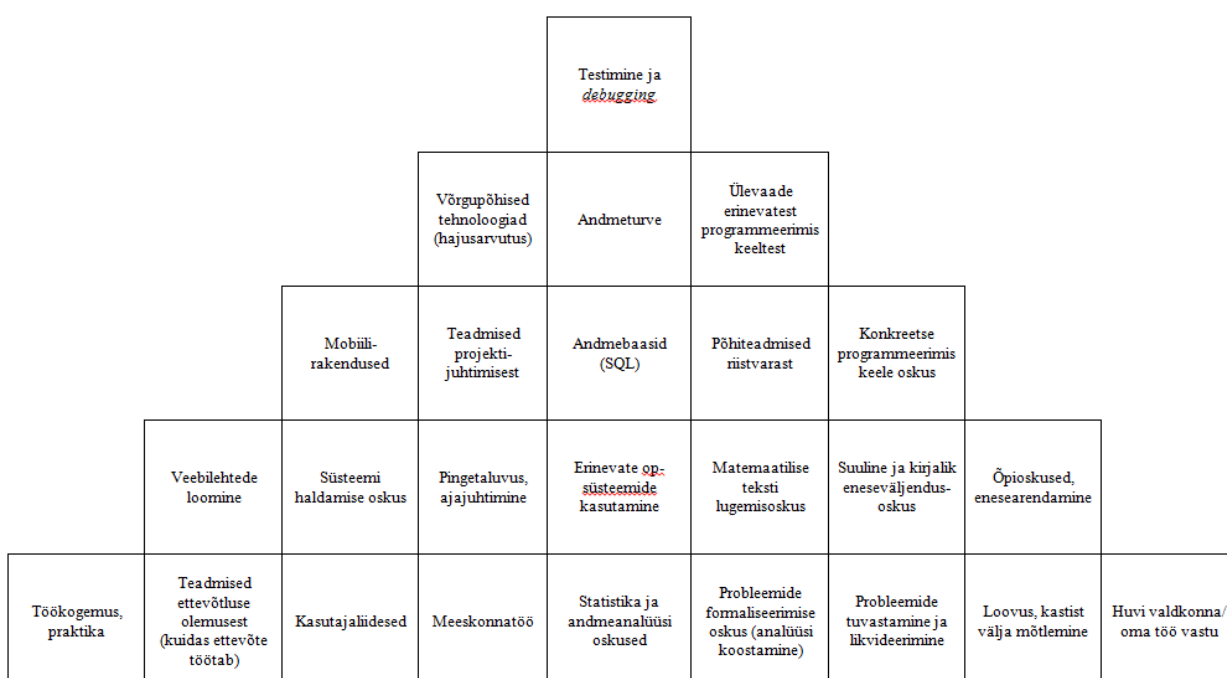 Testimine ja
debugging
Võrgupõhised
tehnoloogiad
(hajusarvutus)
Andmeturve
Ülevaade
erinevatest
programmeerimis
keeltest
Mobiili-
rakendused
Teadmised
projekti-
juhtimisest
Andmebaasid
(SQL)
Põhiteadmised
riistvarast
Konkreetse
programmeerimis
keele oskus
Veebilehtede
loomine
Süsteemi
haldamise oskus
Pingetaluvus,
ajajuhtimine
Erinevate op-
süsteemide
kasutamine
Matemaatilise
teksti
lugemisoskus
Suuline ja kirjalik
eneseväljendus-
oskus
Õpioskused,
enesearendamine
Töökogemus,
praktika
Teadmised
ettevõtluse
olemusest
(kuidas ettevõte
töötab)
Kasutajaliidesed
Meeskonnatöö
Statistika ja
andmeanalüüsi
oskused
Probleemide
formaliseerimise
oskus (analüüsi
koostamine)
Probleemide
tuvastamine ja
likvideerimine
Loovus, kastist
välja mõtlemine
Huvi valdkonna/
oma töö vastu